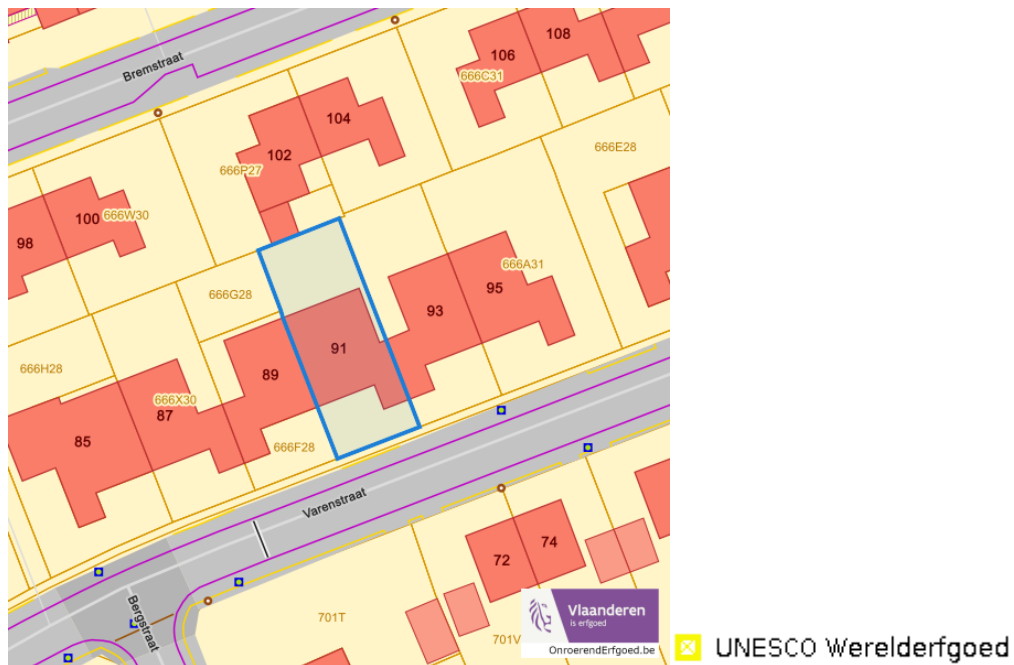 Bremstraat
106
108
666C31
104
102
666P27
666E28
100
666W30
98
666A31
95
666G28
93
91
89
666H28
666X30
87
85
666F28
Varenstraat
72
74
Bergstraat
701T
701V
Vlaanderen
is erfgoed
OnroerendErfgoed.be
UNESCO Werelderfgoed